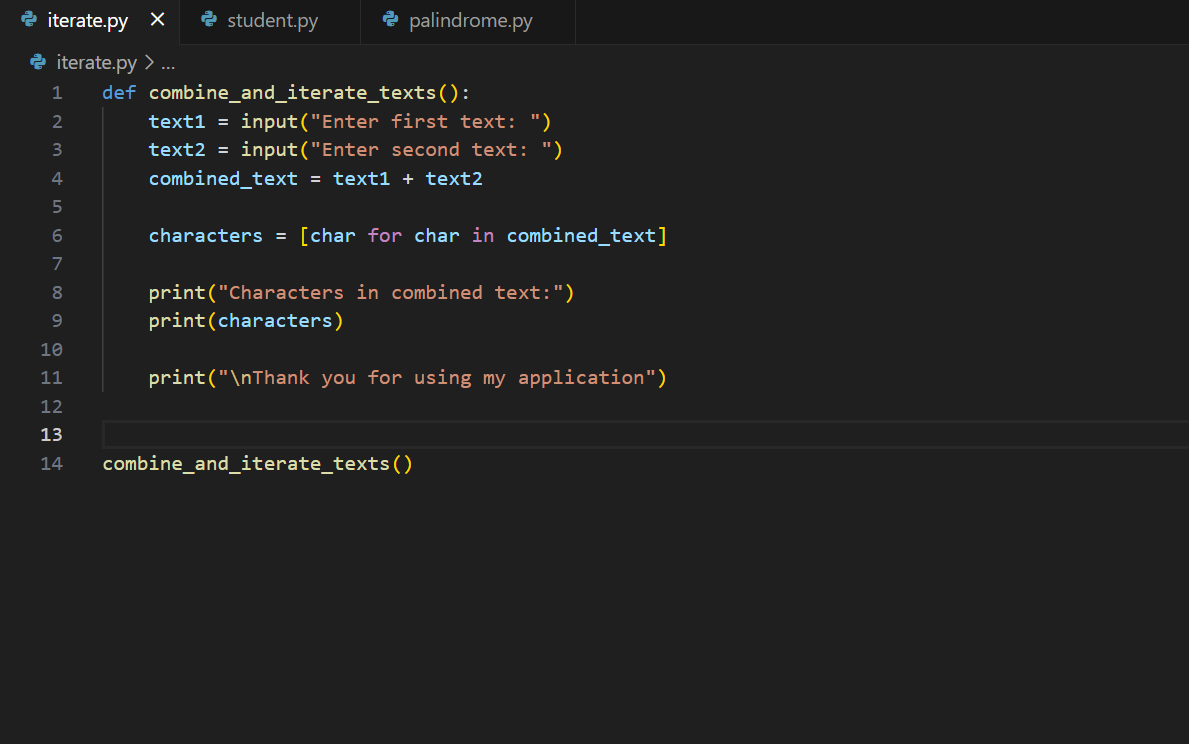 iterate.py × student.py palindrome.py
iterate.py > ...
1 def combine_and_iterate_texts():
2     text1 = input("Enter first text: ")
3     text2 = input("Enter second text: ")
4     combined_text = text1 + text2
5
6     characters = [char for char in combined_text]
7
8     print("Characters in combined text:")
9     print(characters)
10
11     print("\nThank you for using my application")
12
13
14 combine_and_iterate_texts()